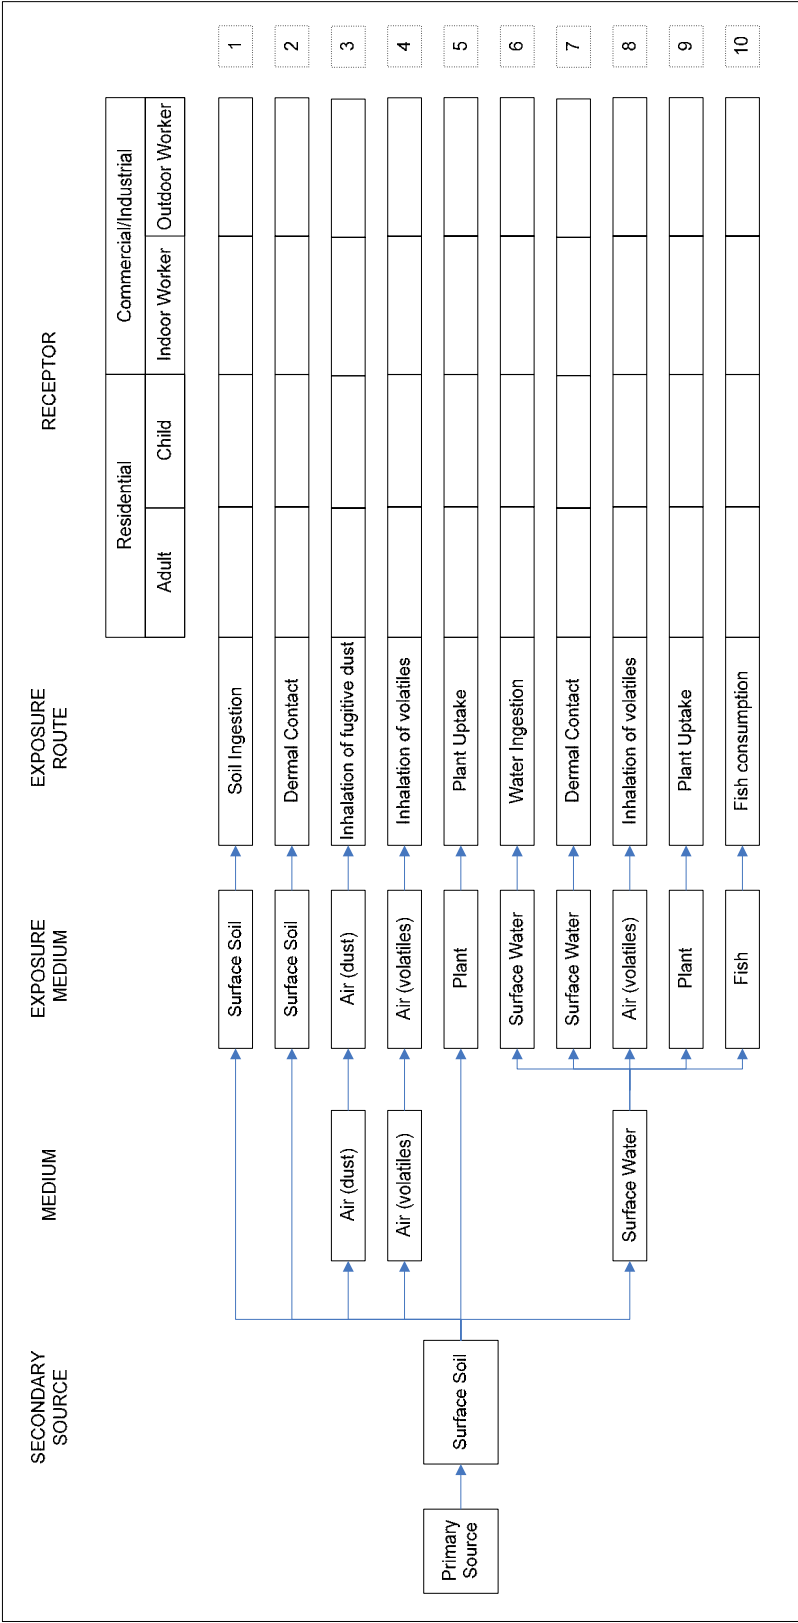 SECONDARY
SOURCE
MEDIUM
EXPOSURE
MEDIUM
EXPOSURE
ROUTE
RECEPTOR
Residential
Commercial/Industrial
Adult
Child
Indoor Worker
Outdoor Worker
Primary
Source
Surface Soil
Surface Soil
Soil Ingestion
1
Surface Soil
Dermal Contact
2
Air (dust)
Air (dust)
Inhalation of fugitive dust
3
Air (volatiles)
Air (volatiles)
Inhalation of volatiles
4
Plant
Plant Uptake
5
Surface Water
Water Ingestion
6
Surface Water
Dermal Contact
7
Surface Water
Air (volatiles)
Inhalation of volatiles
8
Plant
Plant Uptake
9
Fish
Fish consumption
10